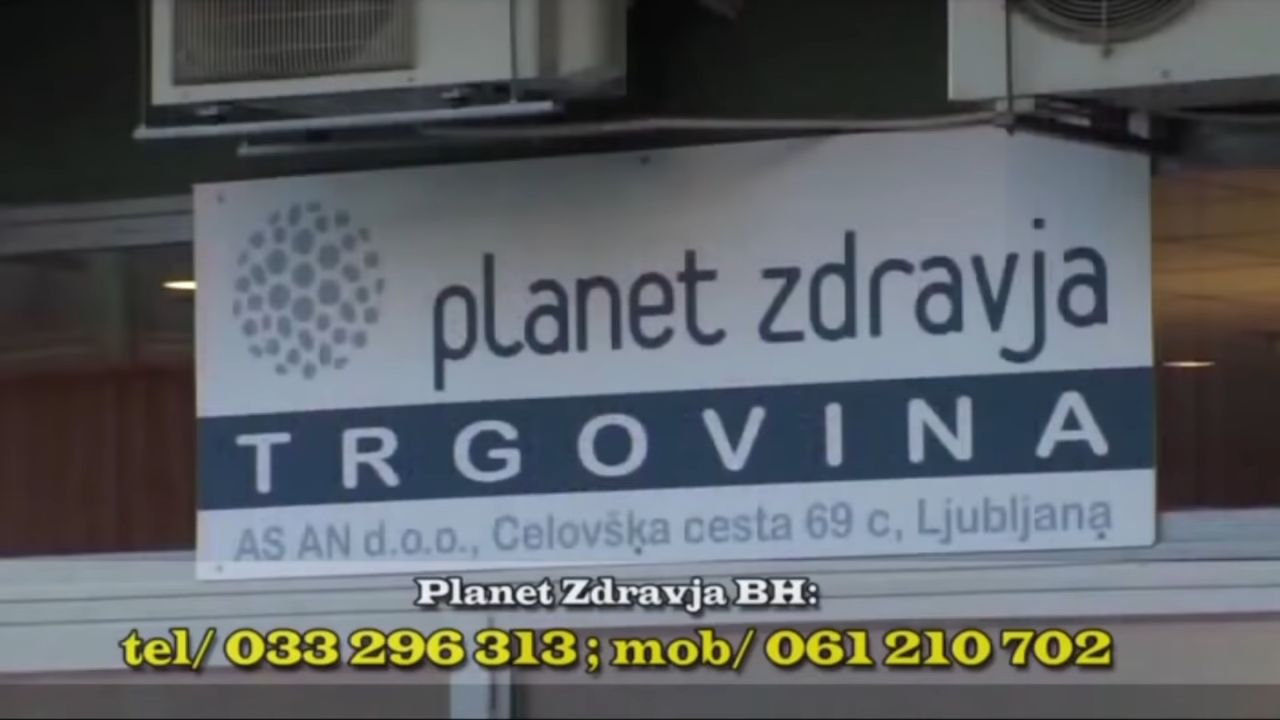 planet zdravja
TRGOVINA
AS AN d.o.o., Celovška cesta 69 c, Ljubljana
Planet Zdravja BH:
tel/ 033 296 313 ; mob/ 061 210 702